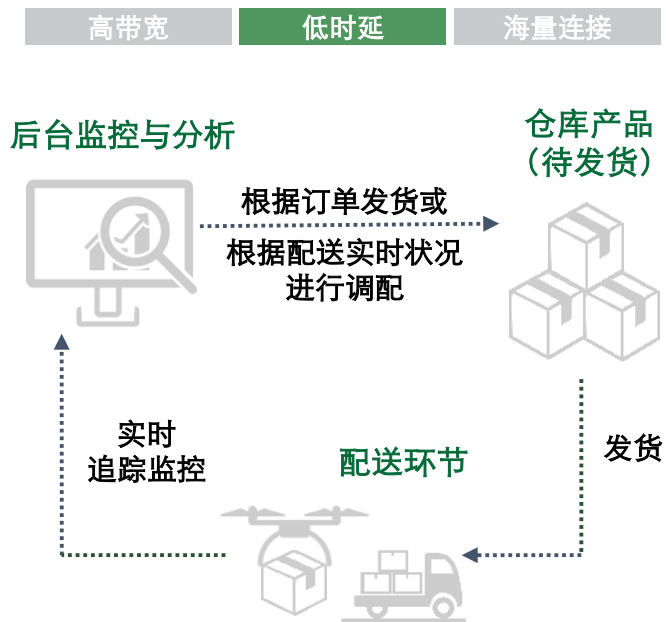 高带宽
低时延
海量连接
后台监控与分析
仓库产品
（待发货）
根据订单发货或
根据配送实时状况
进行调配
实时
追踪监控
配送环节
发货